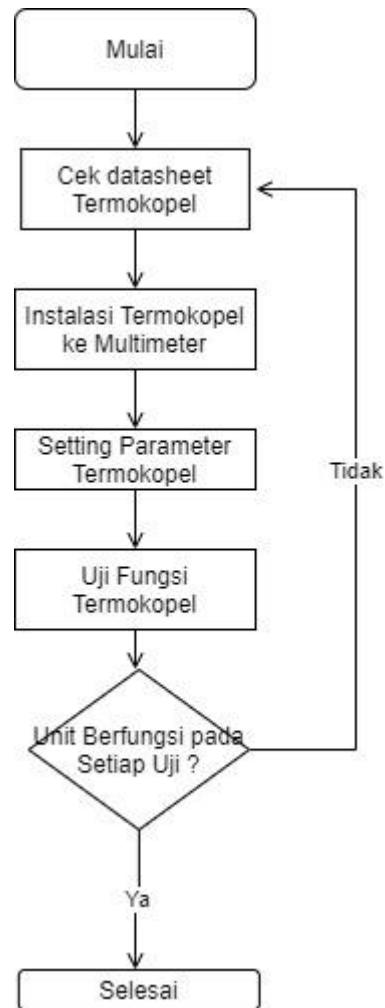 Mulai
Cek datasheet
Termokopel
Instalasi Termokopel
ke Multimeter
Setting Parameter
Termokopel
Tidak
Uji Fungsi
Termokopel
Unit Berfungsi pada
Setiap Uji ?
Ya
Selesai